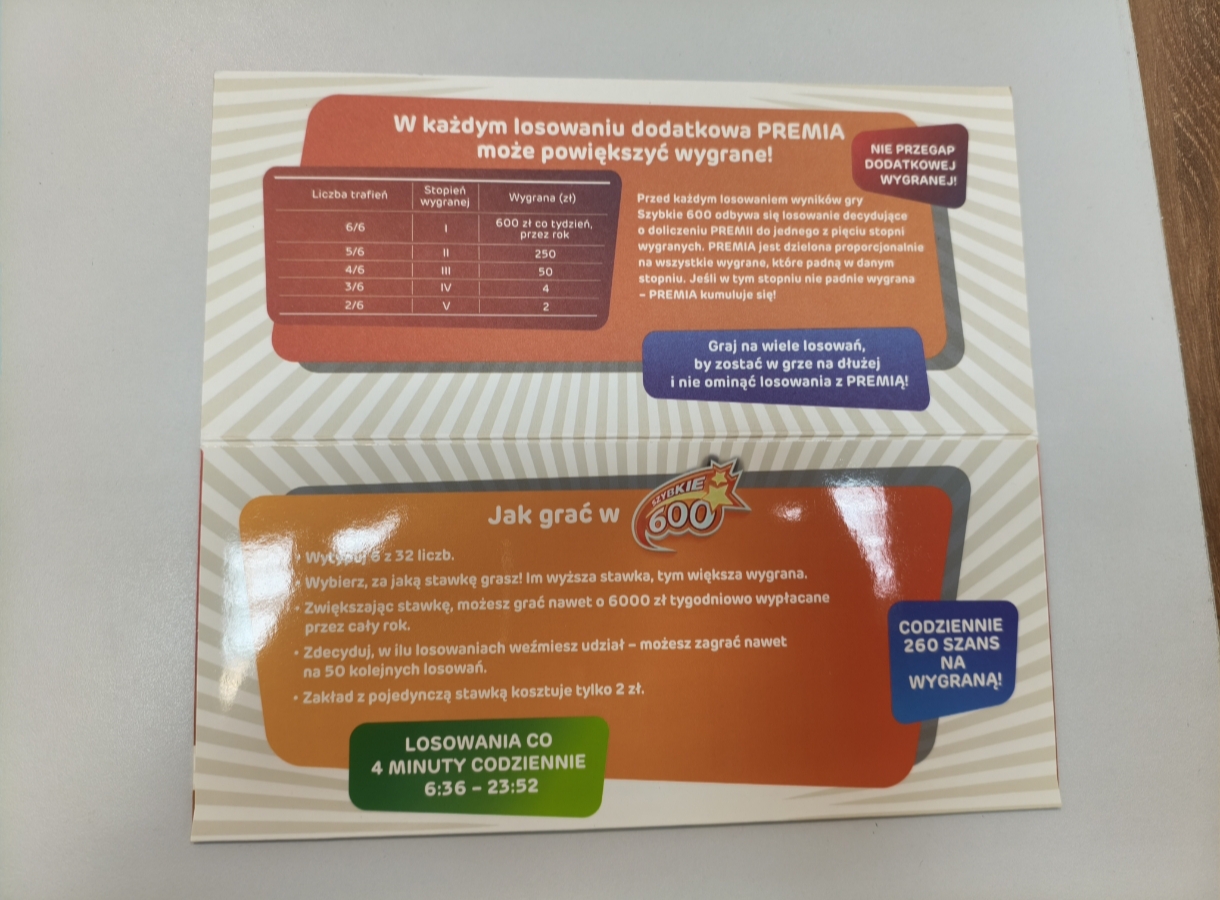 W każdym losowaniu dodatkowa PREMIA
może powiększyć wygrane!
NIE PRZEGAP
DODATKOWEJ
WYGRANEJ!
Liczba trafień Stopień wygranej Wygrana (zł)
6/6 I 600 zł co tydzień, przez rok
5/6 II 250
4/6 III 50
3/6 IV 4
2/6 V 2
Przed każdym losowaniem wyników gry
Szybkie 600 odbywa się losowanie decydujące
o doliczeniu PREMII do jednego z pięciu stopni
wygranych. PREMIA jest dzielona proporcjonalnie
na wszystkie wygrane, które padną w danym
stopniu. Jeśli w tym stopniu nie padnie wygrana
– PREMIA kumuluje się!
Graj na wiele losowań,
by zostać w grze na dłużej
i nie ominąć losowania z PREMIĄ!
Jak grać w SZYBKIE 600
• Wytypuj 6 z 32 liczb.
• Wybierz, za jaką stawkę grasz! Im wyższa stawka, tym większa wygrana.
• Zwiększając stawkę, możesz grać nawet o 6000 zł tygodniowo wypłacane
przez cały rok.
• Zdecyduj, w ilu losowaniach weźmiesz udział – możesz zagrać nawet
na 50 kolejnych losowań.
• Zakład z pojedynczą stawką kosztuje tylko 2 zł.
CODZIENNIE
260 SZANS
NA
WYGRANĄ!
LOSOWANIA CO
4 MINUTY CODZIENNIE
6:36 – 23:52